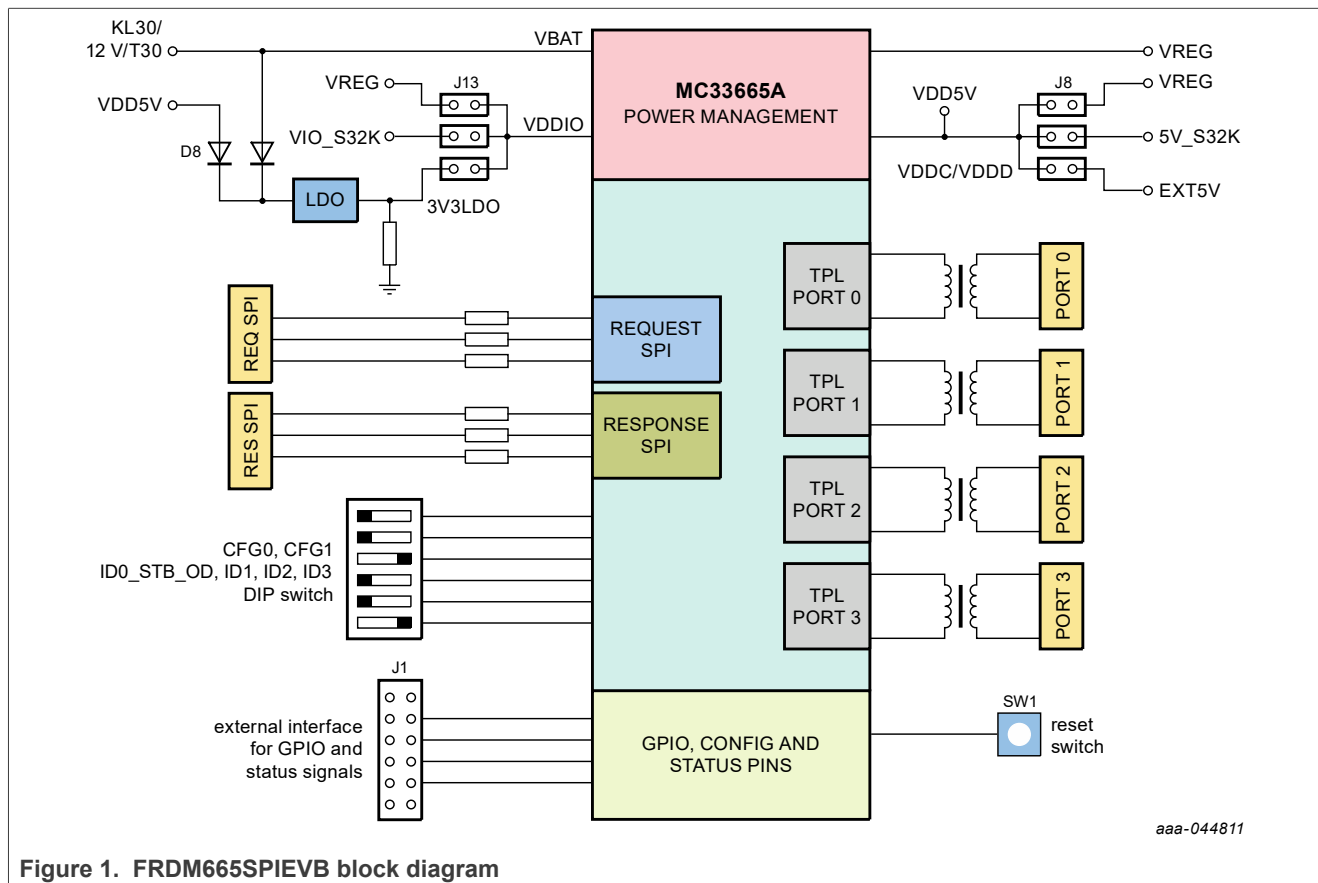 KL30/
12 V/T30
VBAT
VREG
VREG
J13
VDDIO
VIO_S32K
VDD5V
D8
LDO
3V3LDO
MC33665A
POWER MANAGEMENT
VDD5V
J8
VREG
5V_S32K
VDDC/VDDD
EXT5V
REQ SPI
REQUEST
SPI
RES SPI
RESPONSE
SPI
TPL
PORT 0
PORT 0
TPL
PORT 1
PORT 1
TPL
PORT 2
PORT 2
TPL
PORT 3
PORT 3
CFG0, CFG1
ID0_STB_OD, ID1, ID2, ID3
DIP switch
J1
external interface
for GPIO and
status signals
GPIO, CONFIG AND
STATUS PINS
SW1
reset
switch
aaa-044811
Figure 1. FRDM665SPIEVB block diagram